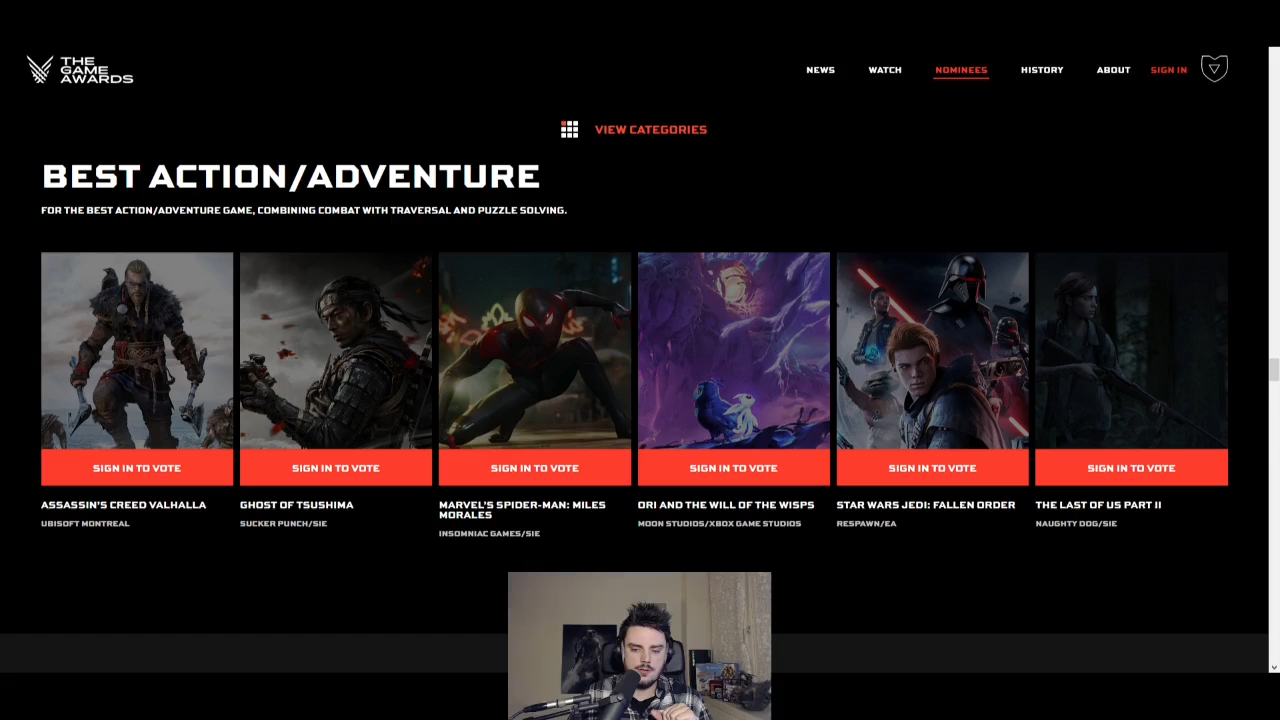 THE
GAME
AWARDS
NEWS
WATCH
NOMINEES
HISTORY
ABOUT
SIGN IN
VIEW CATEGORIES
BEST ACTION/ADVENTURE
FOR THE BEST ACTION/ADVENTURE GAME, COMBINING COMBAT WITH TRAVERSAL AND PUZZLE SOLVING.
SIGN IN TO VOTE
ASSASSIN'S CREED VALHALLA
UBISOFT MONTREAL
SIGN IN TO VOTE
GHOST OF TSUSHIMA
SUCKER PUNCH/SIE
SIGN IN TO VOTE
MARVEL'S SPIDER-MAN: MILES
MORALES
INSOMNIAC GAMES/SIE
SIGN IN TO VOTE
ORI AND THE WILL OF THE WISPS
MOON STUDIOS/XBOX GAME STUDIOS
SIGN IN TO VOTE
STAR WARS JEDI: FALLEN ORDER
RESPAWN/EA
SIGN IN TO VOTE
THE LAST OF US PART II
NAUGHTY DOG/SIE